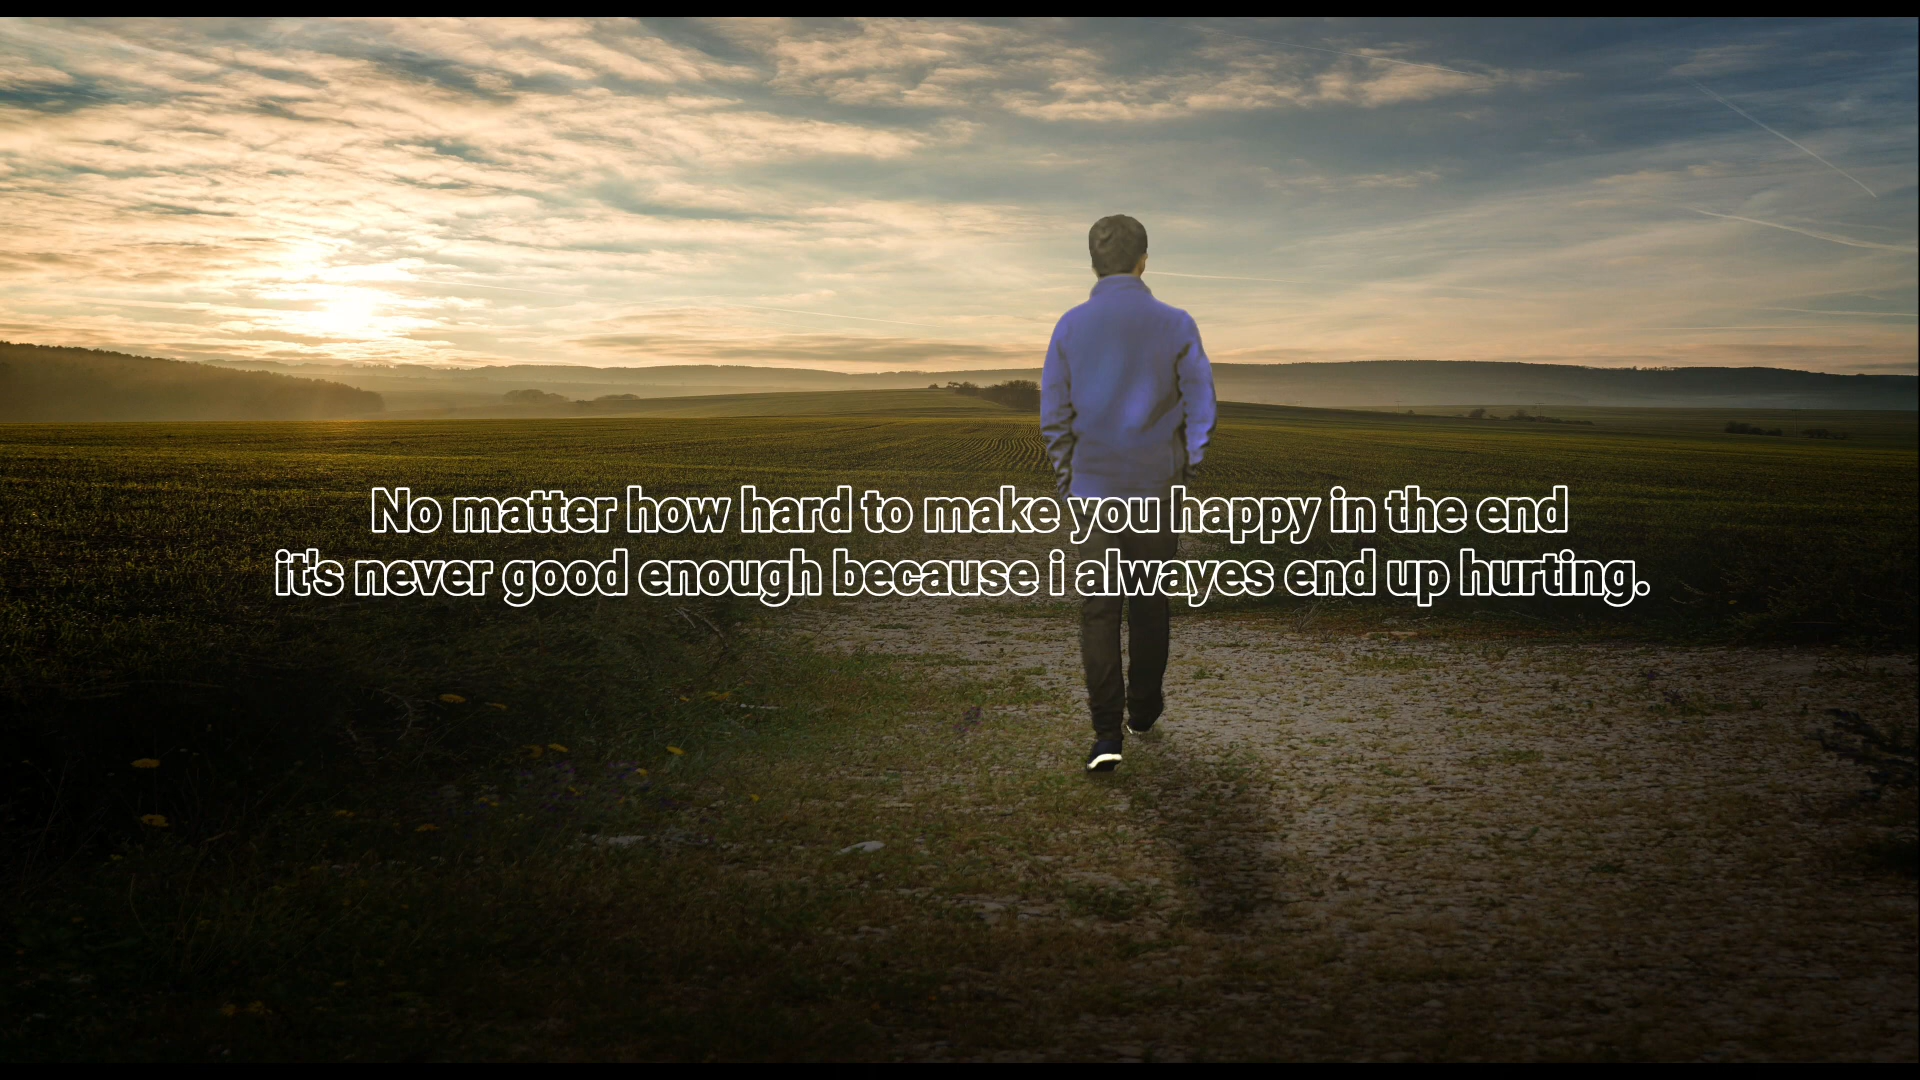 No matter how hard to make you happy in the end
it's never good enough because i alwayes end up hurting.